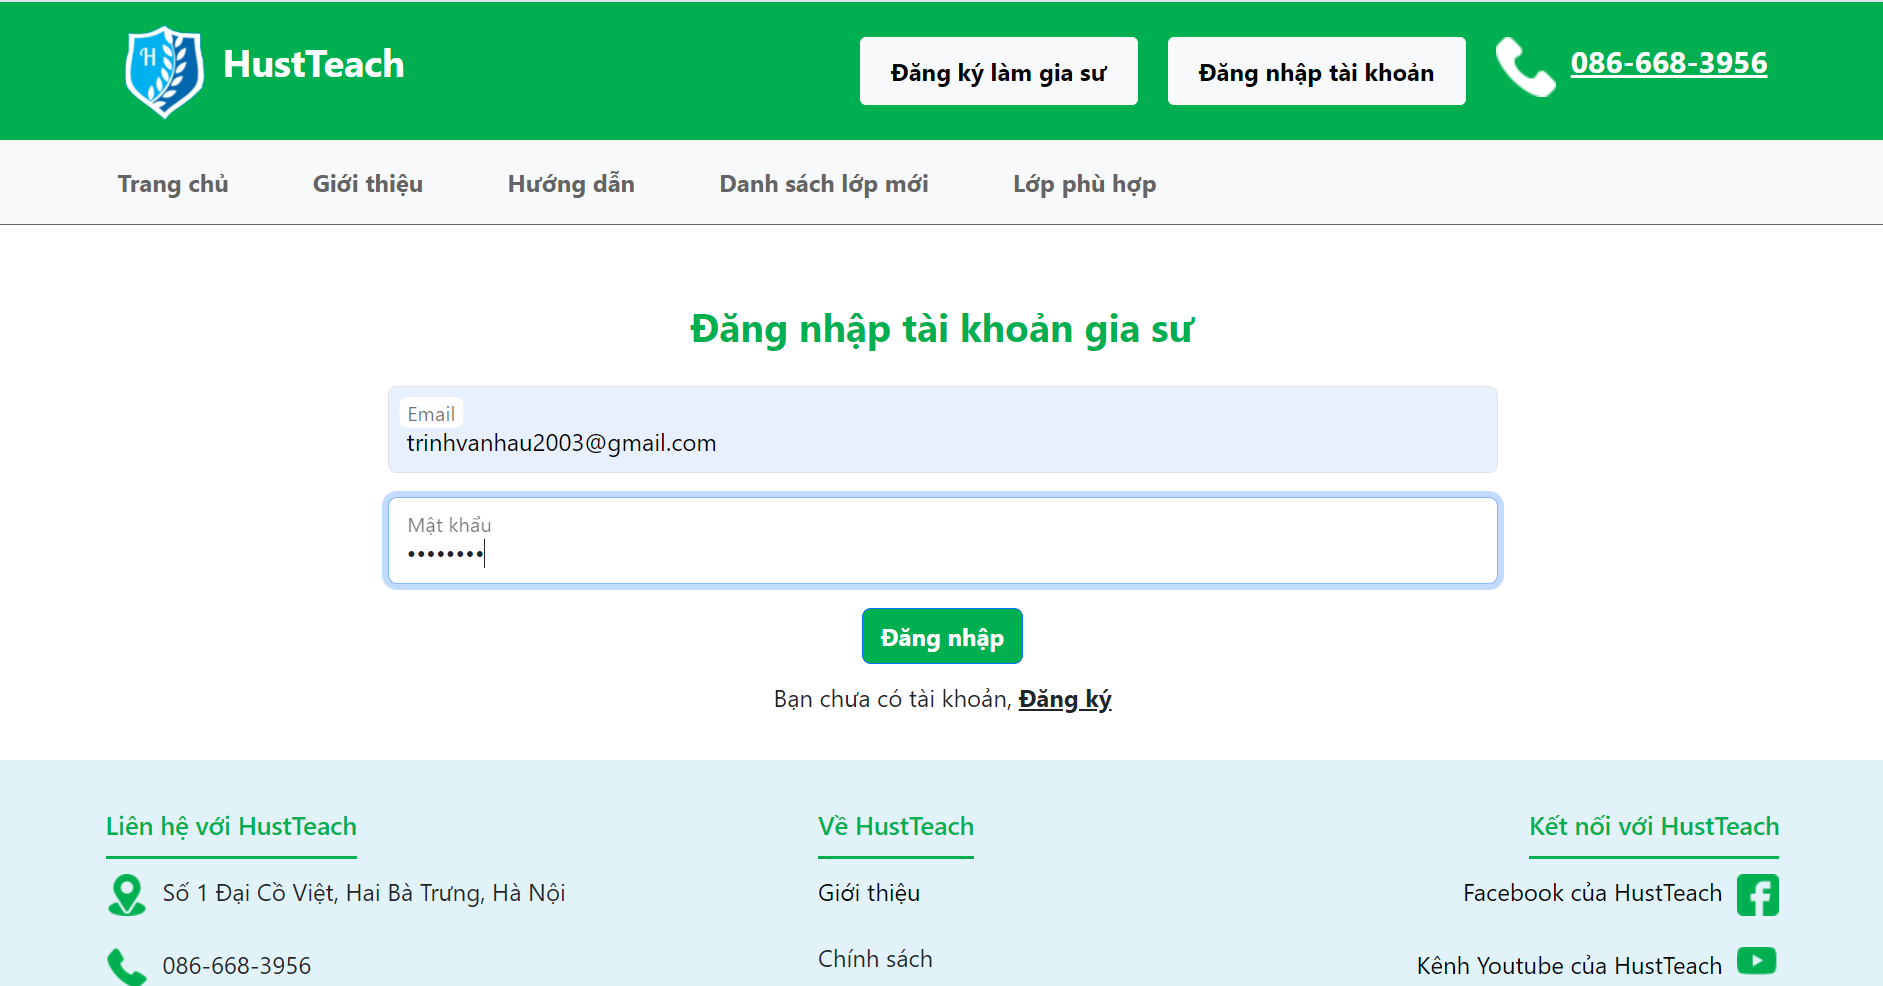 H
HustTeach
Đăng ký làm gia sư
Đăng nhập tài khoản
086-668-3956
Trang chủ
Giới thiệu
Hướng dẫn
Danh sách lớp mới
Lớp phù hợp
Đăng nhập tài khoản gia sư
Email
trinhvanhau2003@gmail.com
Mật khẩu
••••••••
Đăng nhập
Bạn chưa có tài khoản, Đăng ký
Liên hệ với HustTeach
Số 1 Đại Cồ Việt, Hai Bà Trưng, Hà Nội
086-668-3956
Về HustTeach
Giới thiệu
Chính sách
Kết nối với HustTeach
Facebook của HustTeach
Kênh Youtube của HustTeach